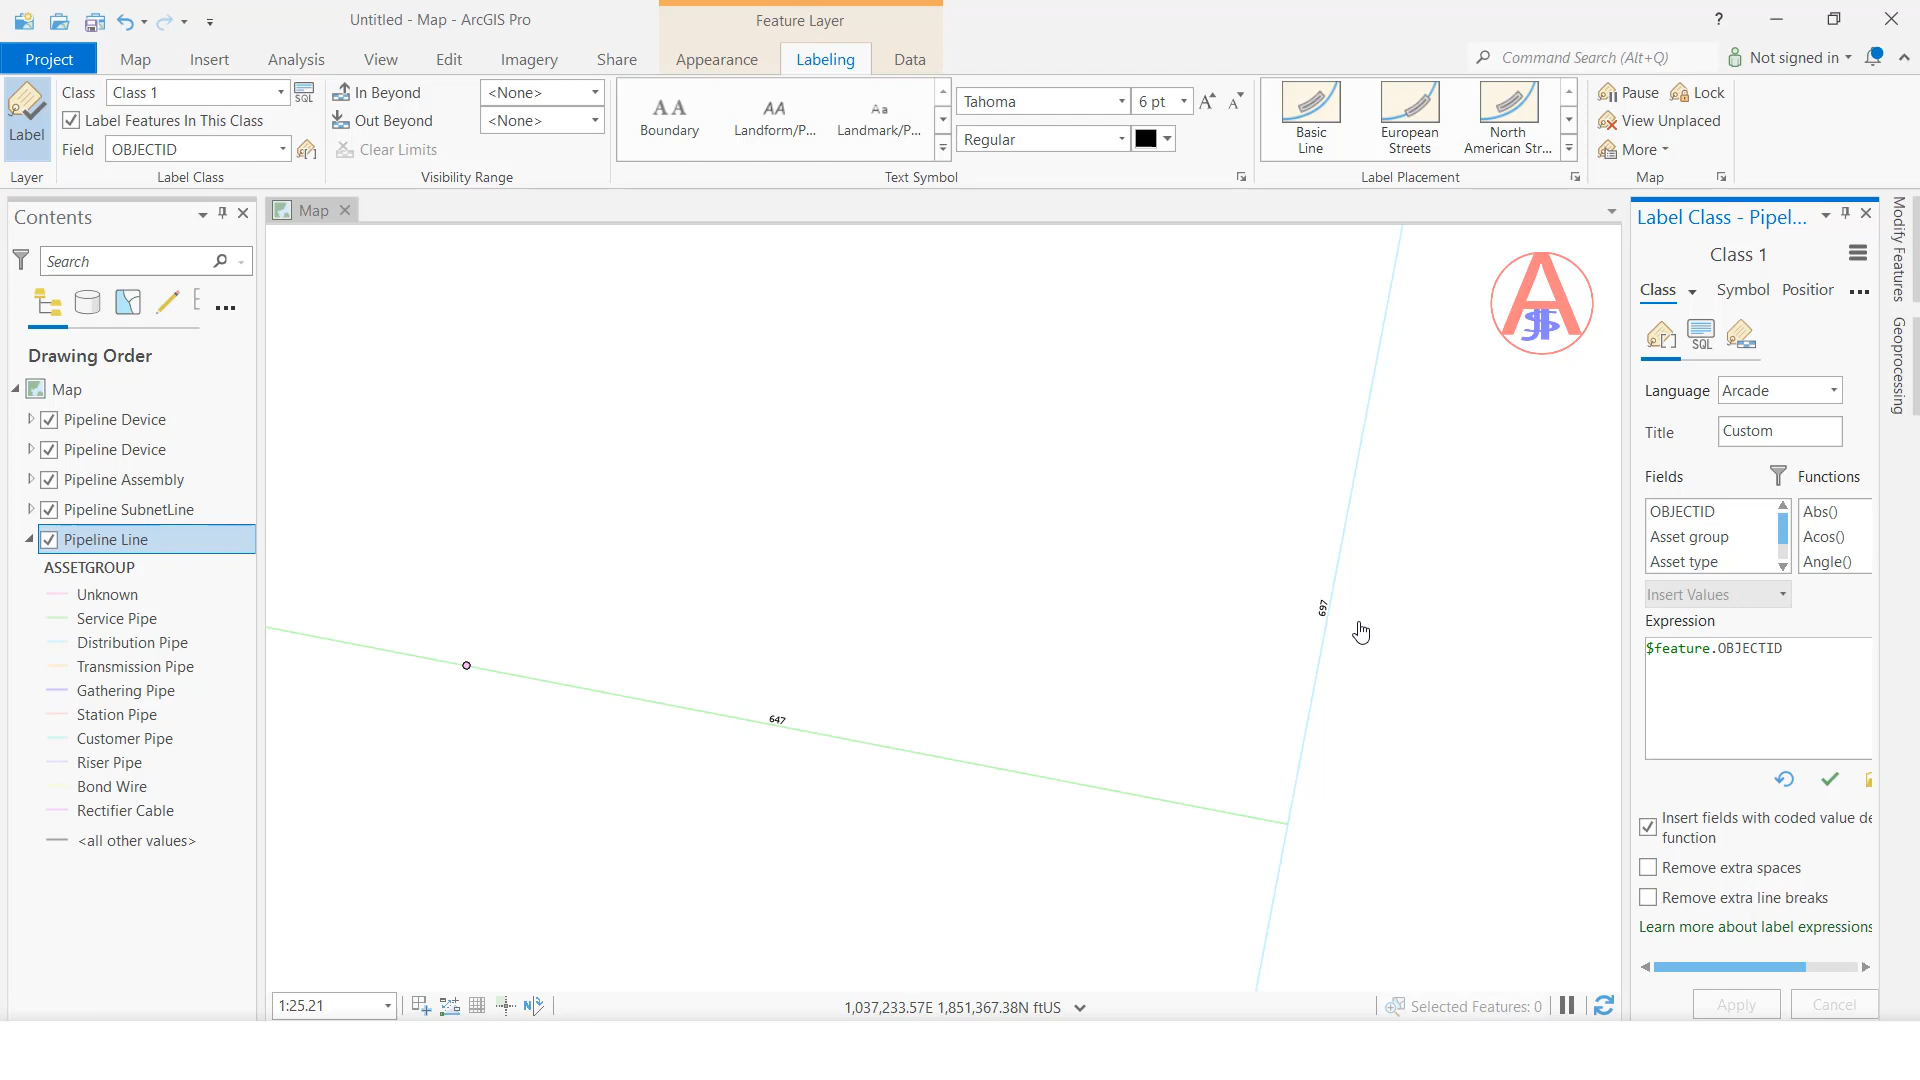 Untitled - Map - ArcGIS Pro
Feature Layer
?
Project
Map
Insert
Analysis
View
Edit
Imagery
Share
Appearance
Labeling
Data
Command Search (Alt+Q)
Not signed in
Label
Layer
Class
Class 1
SQL
Label Features In This Class
Field
OBJECTID
Label Class
In Beyond
<None>
Out Beyond
<None>
Clear Limits
Visibility Range
AA
Boundary
AA
Landform/P...
Aa
Landmark/P...
Tahoma
6 pt
Regular
Text Symbol
Basic
Line
European
Streets
North
American Str...
Label Placement
Pause
Lock
View Unplaced
More
Map
Contents
Search
Drawing Order
Map
Pipeline Device
Pipeline Device
Pipeline Assembly
Pipeline SubnetLine
Pipeline Line
ASSETGROUP
Unknown
Service Pipe
Distribution Pipe
Transmission Pipe
Gathering Pipe
Station Pipe
Customer Pipe
Riser Pipe
Bond Wire
Rectifier Cable
<all other values>
Map
697
647
1:25.21
1,037,233.57E 1,851,367.38N ftUS
Selected Features: 0
Label Class - Pipel...
Class 1
Class
Symbol
Positior
SQL
Language
Arcade
Title
Custom
Fields
Functions
OBJECTID
Asset group
Asset type
Abs()
Acos()
Angle()
Insert Values
Expression
$feature.OBJECTID
Insert fields with coded value de
function
Remove extra spaces
Remove extra line breaks
Learn more about label expressions
Apply
Cancel
Modify Features
Geoprocessing